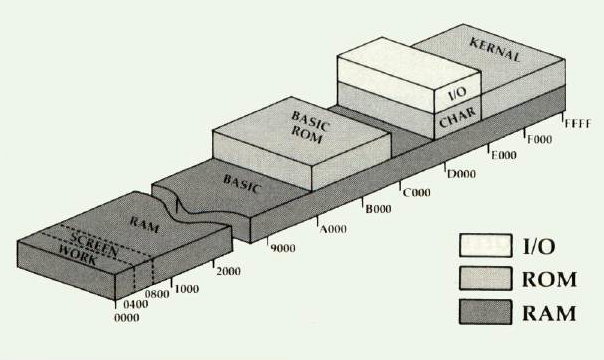 KERNAL
I/O
CHAR
BASIC
ROM
BASIC
RAM
SCREEN
WORK
FFFF
F000
E000
D000
C000
B000
A000
9000
2000
1000
0800
0400
0000
I/O
ROM
RAM